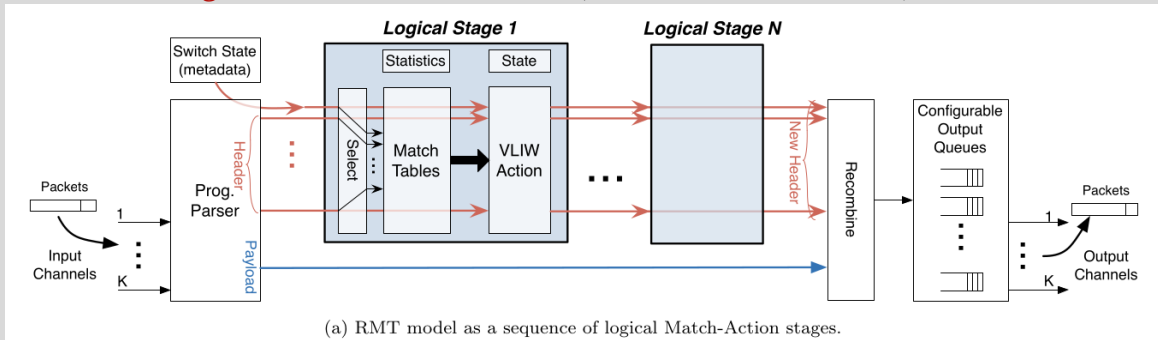 Logical Stage 1
Logical Stage N
Switch State
(metadata)
Statistics
State
Configurable
Output
Queues
Header
Select
Match
Tables
VLIW
Action
...
New Header
Recombine
Packets
Prog.
Parser
Packets
1
Input
Channels
K
Payload
1
Output
Channels
K
(a) RMT model as a sequence of logical Match-Action stages.